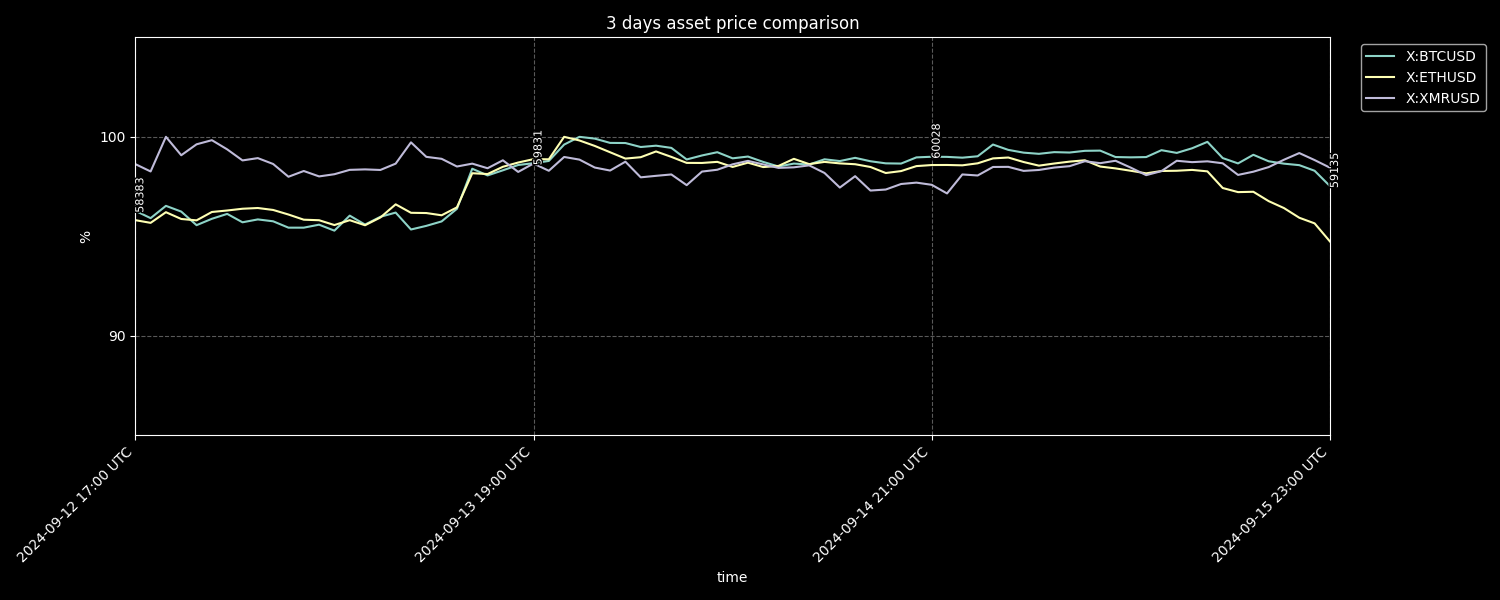 3 days asset price comparison
X:BTCUSD
X:ETHUSD
X:XMRUSD
100
90
%
58383
59831
60028
59135
2024-09-12 17:00 UTC
2024-09-13 19:00 UTC
2024-09-14 21:00 UTC
2024-09-15 23:00 UTC
time